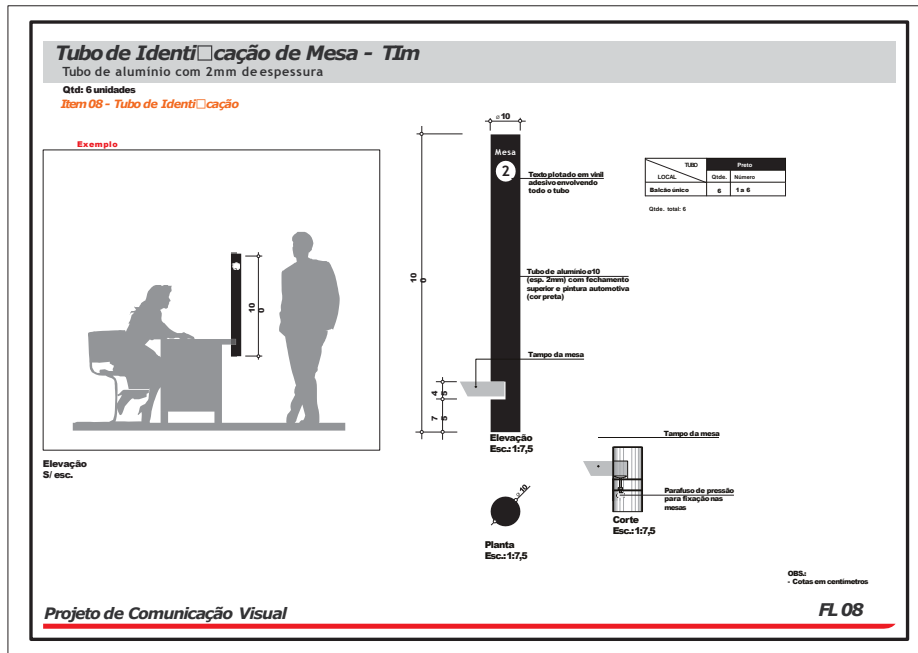 Tubo de Identi□cação de Mesa - TIm
Tubo de alumínio com 2mm de espessura
Qtd: 6 unidades
Item 08 - Tubo de Identi□cação
Exemplo
10
0
Elevação
S/ esc.
ø 10
Mesa
2
Texto plotado em vinil
adesivo envolvendo
todo o tubo
10
0
Tubo de alumínio ø10
(esp. 2mm) com fechamento
superior e pintura automotiva
(cor preta)
Tampo da mesa
4
5
7
5
Elevação
Esc.: 1:7,5
ø 10
Planta
Esc.: 1:7,5
TUBO Preto
LOCAL Qtde. Número
Balcão único 6 1 a 6
Qtde. total: 6
Tampo da mesa
Parafuso de pressão
para fixação nas
mesas
Corte
Esc.: 1:7,5
OBS.:
- Cotas em centímetros
Projeto de Comunicação Visual
FL 08